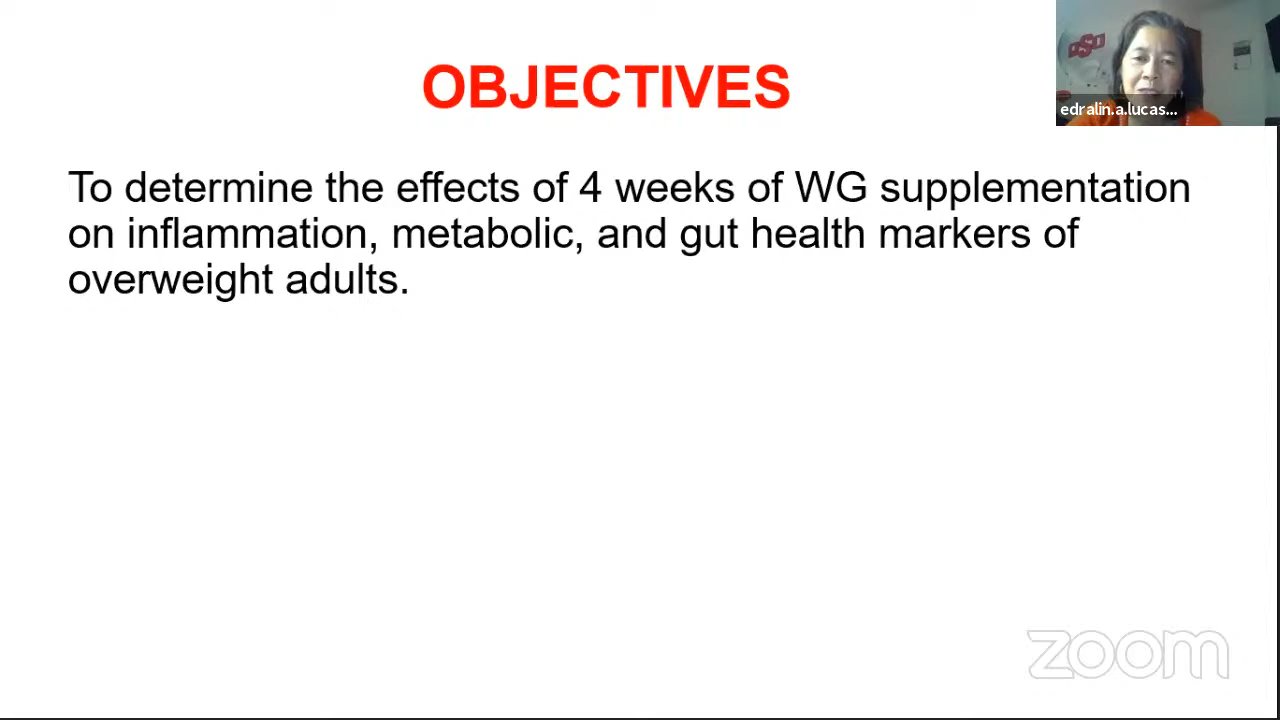 OBJECTIVES
OSU
edralin.a.lucas...
To determine the effects of 4 weeks of WG supplementation
on inflammation, metabolic, and gut health markers of
overweight adults.
zoom